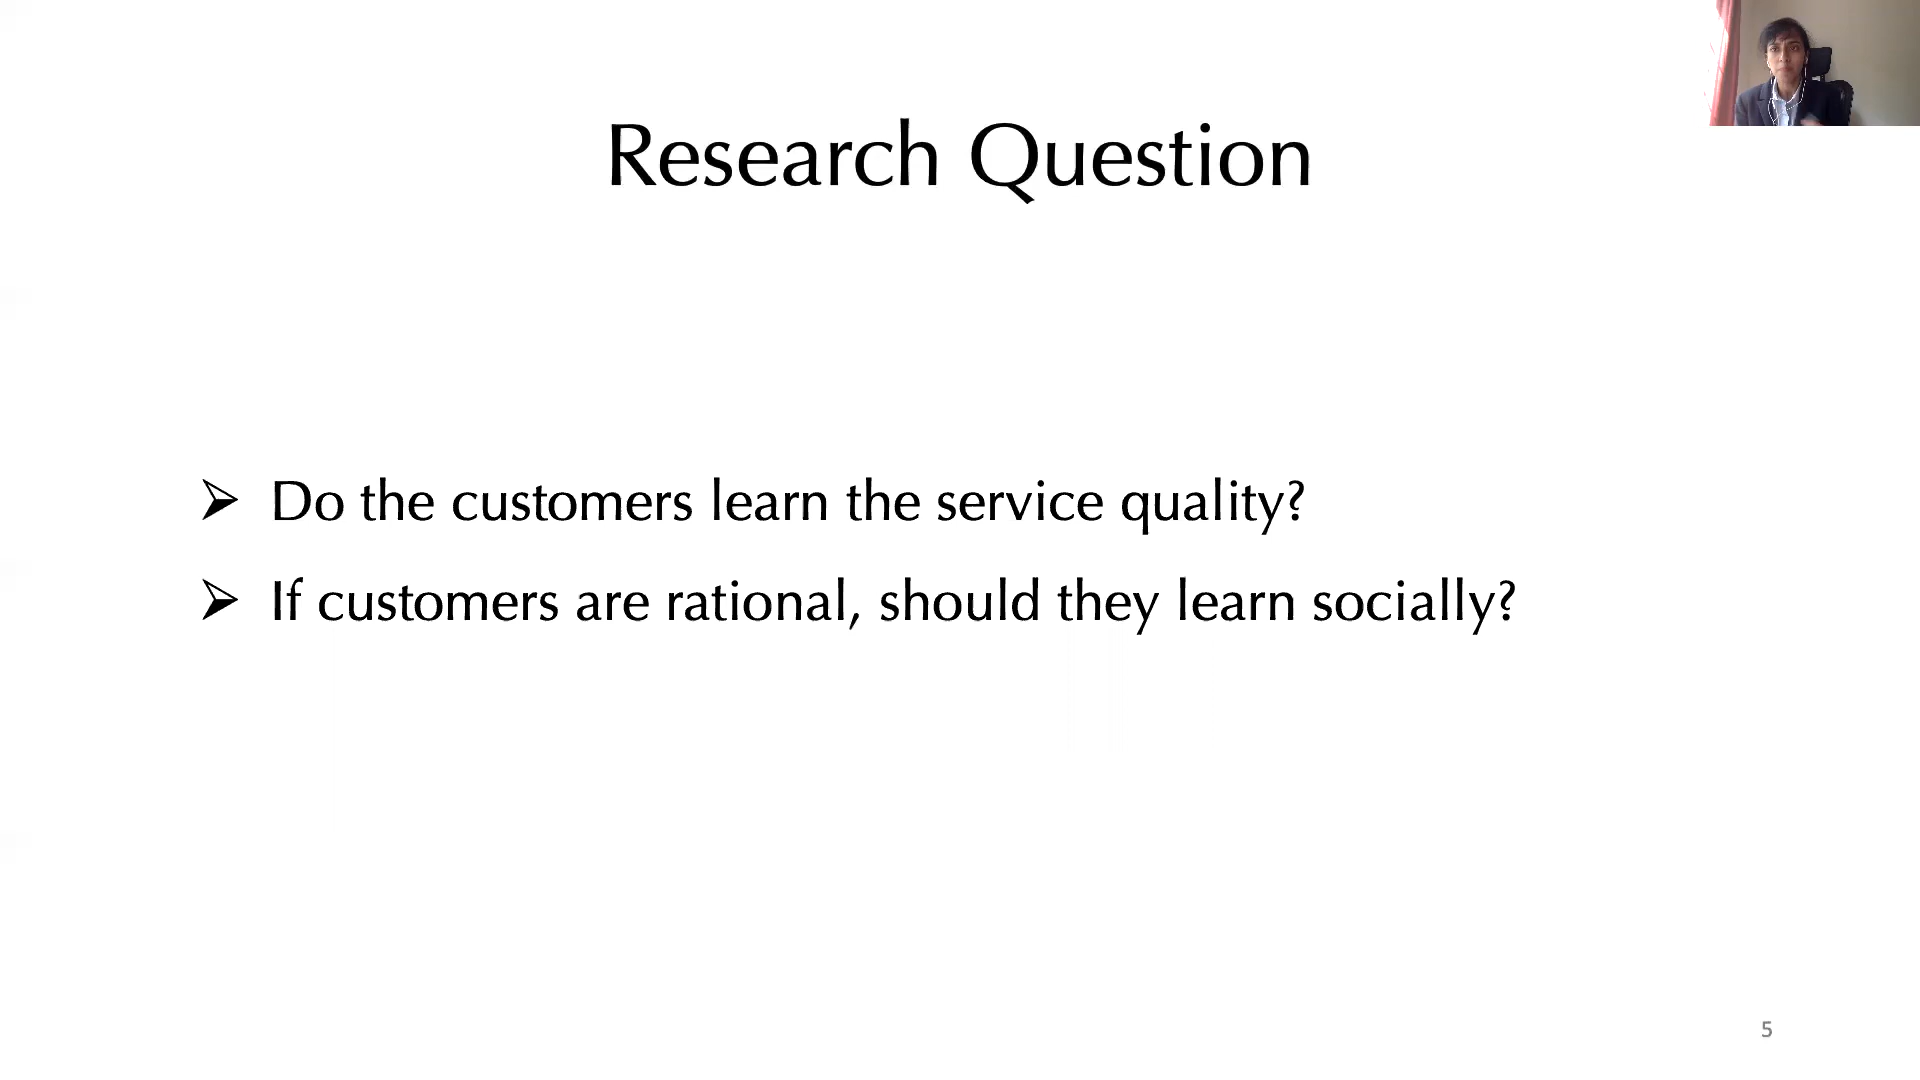 Research Question
➢ Do the customers learn the service quality?
➢ If customers are rational, should they learn socially?
5